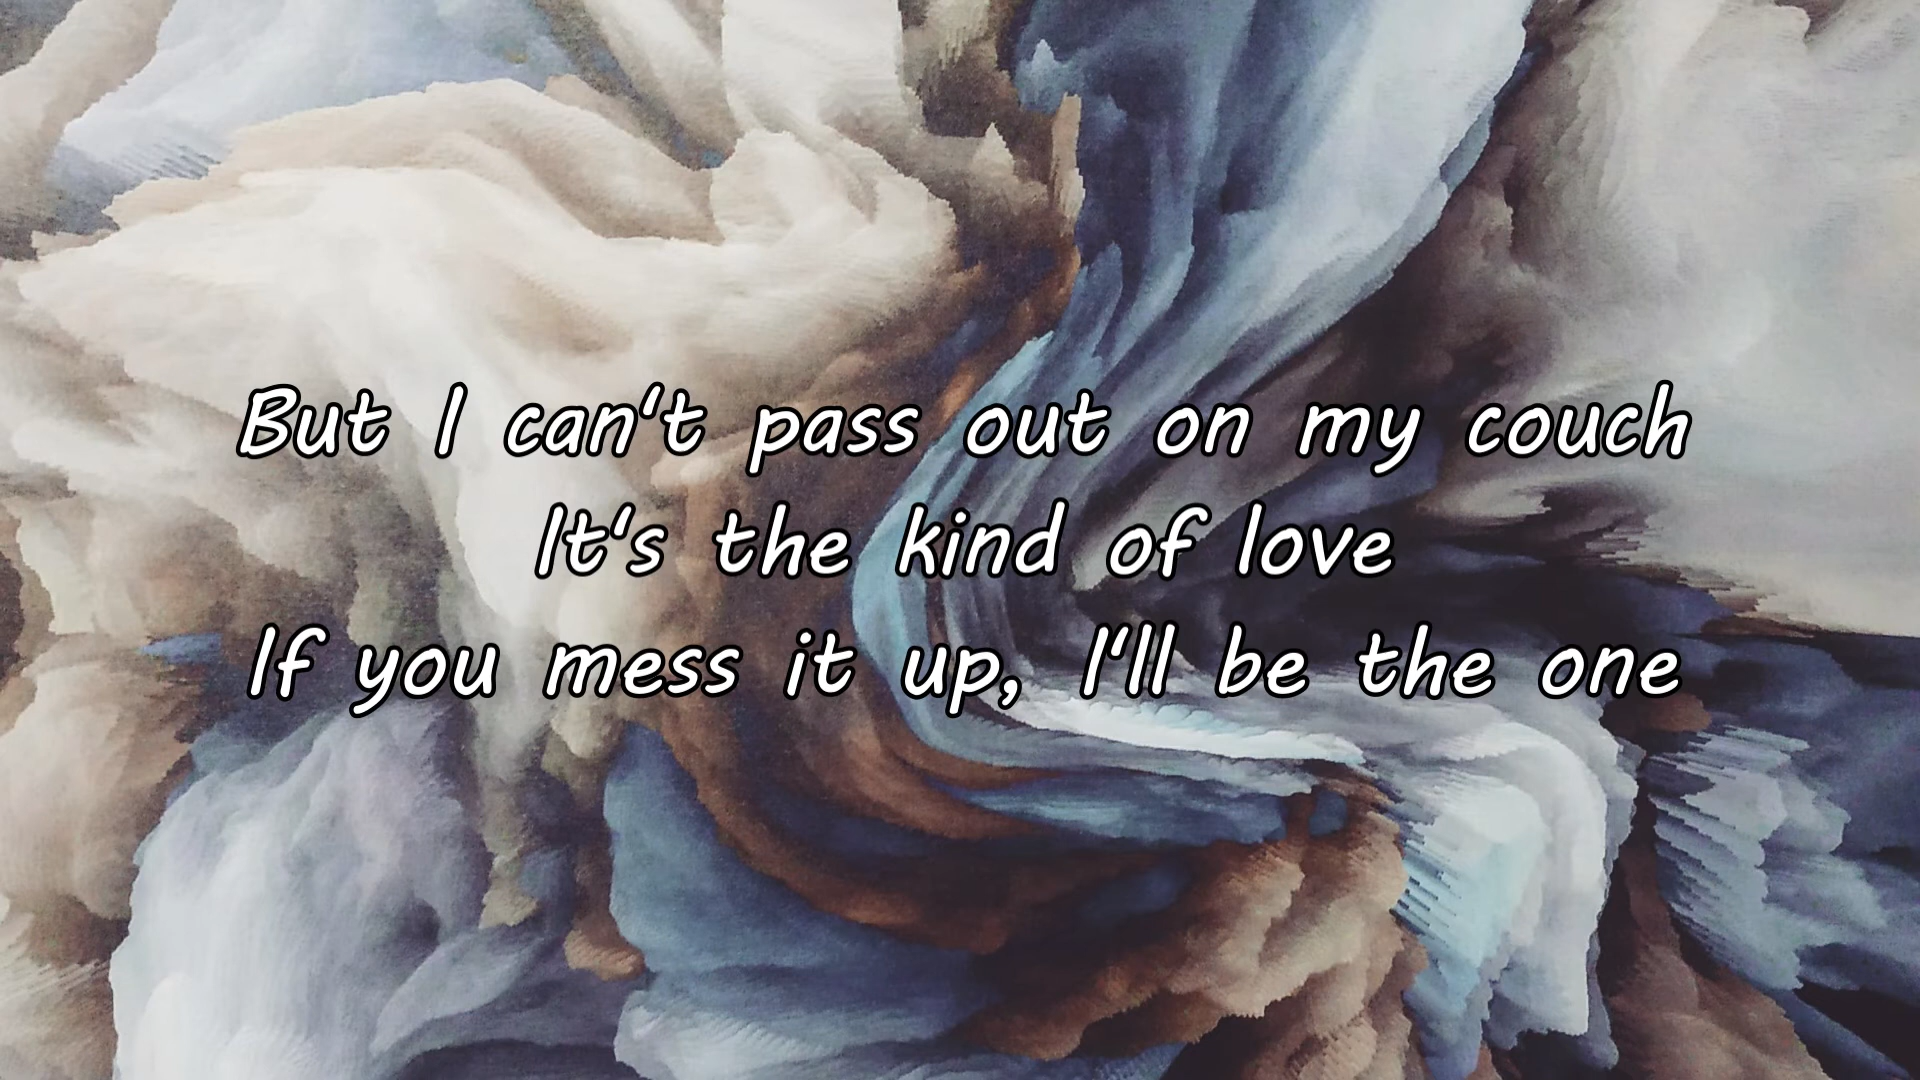 But I can't pass out on my couch
It's the kind of love
If you mess it up, I'll be the one